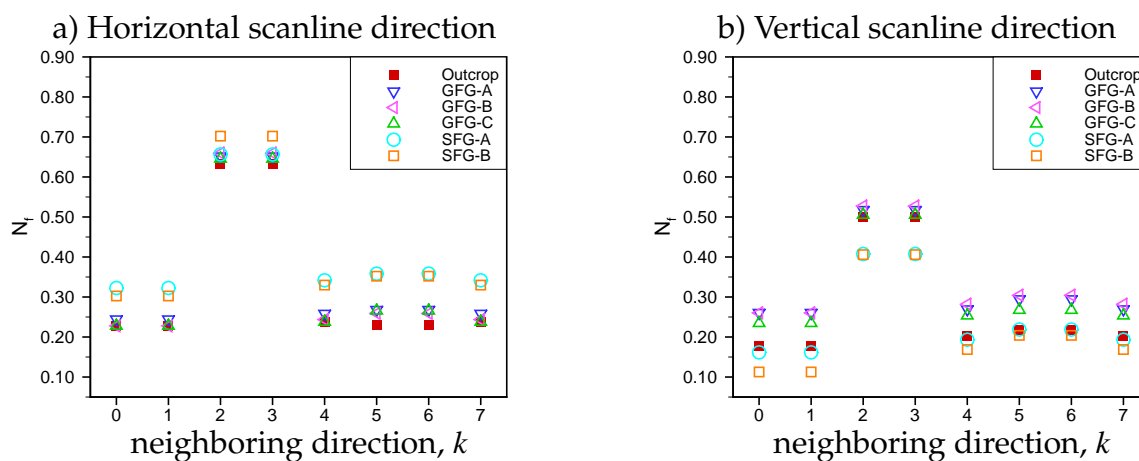 a) Horizontal scanline direction
0.90
0.80
0.70
0.60
0.50
0.40
0.30
0.20
0.10
N_f
Outcrop
GFG-A
GFG-B
GFG-C
SFG-A
SFG-B
0 1 2 3 4 5 6 7
neighboring direction, k
b) Vertical scanline direction
0.90
0.80
0.70
0.60
0.50
0.40
0.30
0.20
0.10
N_f
Outcrop
GFG-A
GFG-B
GFG-C
SFG-A
SFG-B
0 1 2 3 4 5 6 7
neighboring direction, k